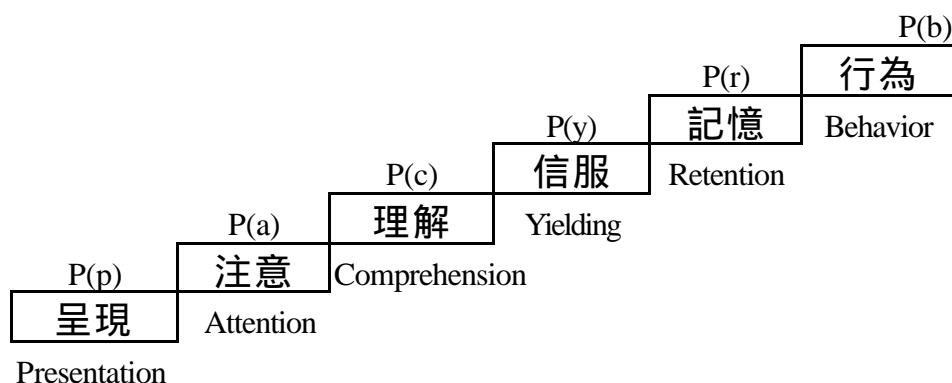 P(b)
行為
P(r)
記憶
Behavior
P(y)
信服
Retention
P(c)
理解
Yielding
P(a)
注意
Comprehension
P(p)
呈現
Attention
Presentation